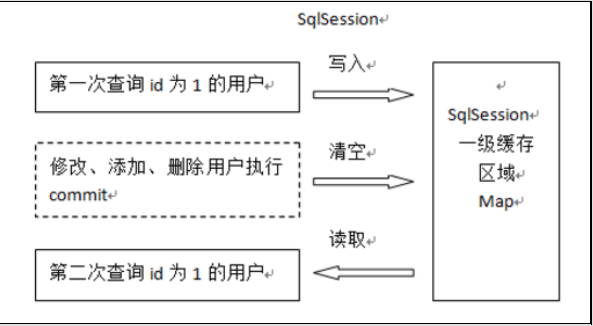 SqlSession
写入
第一次查询 id 为 1 的用户
清空
修改、添加、删除用户执行
commit
读取
第二次查询 id 为 1 的用户
SqlSession
一级缓存
区域
Map